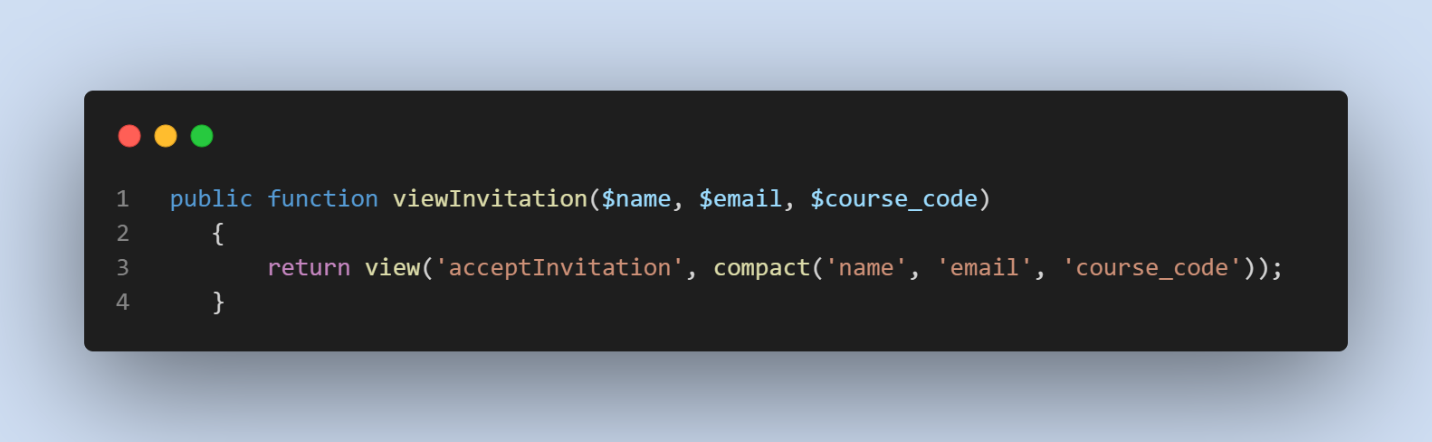 1 public function viewInvitation($name, $email, $course_code)
2 {
3 return view('acceptInvitation', compact('name', 'email', 'course_code'));
4 }